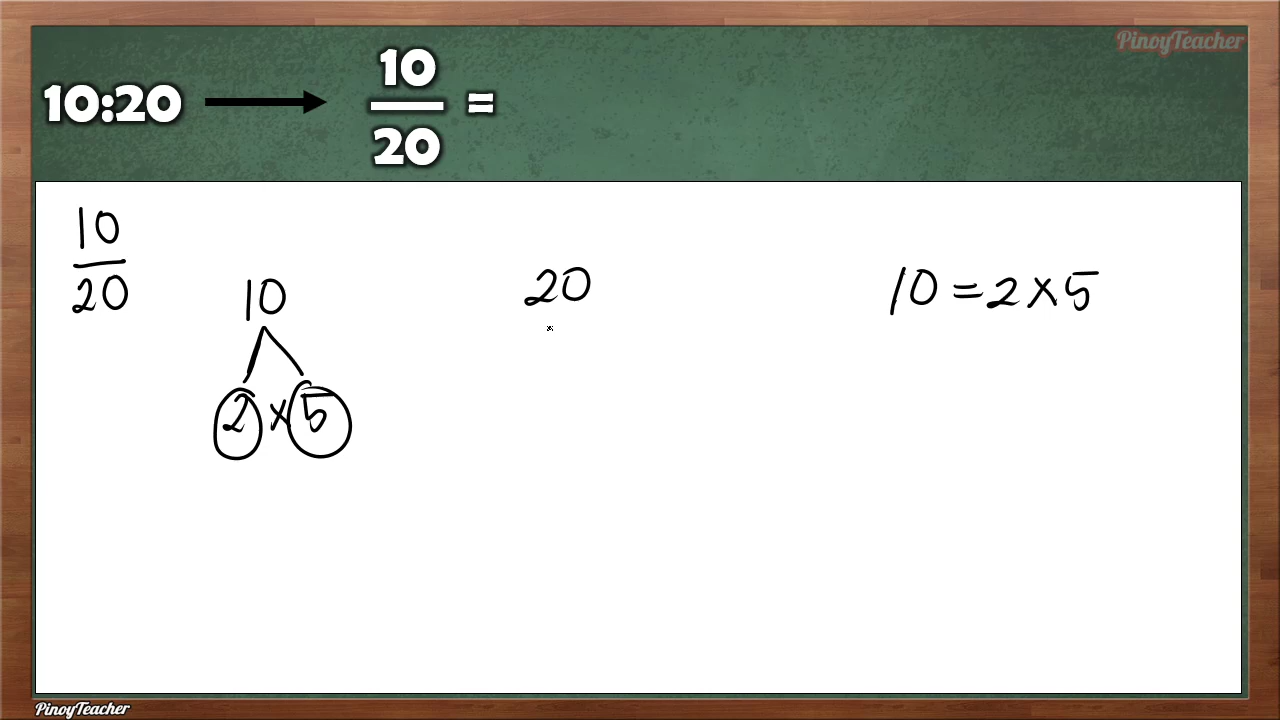 PinoyTeacher
10:20 → 10/20 =
10
20
10
20
10 = 2 × 5
2 × 5
PinoyTeacher